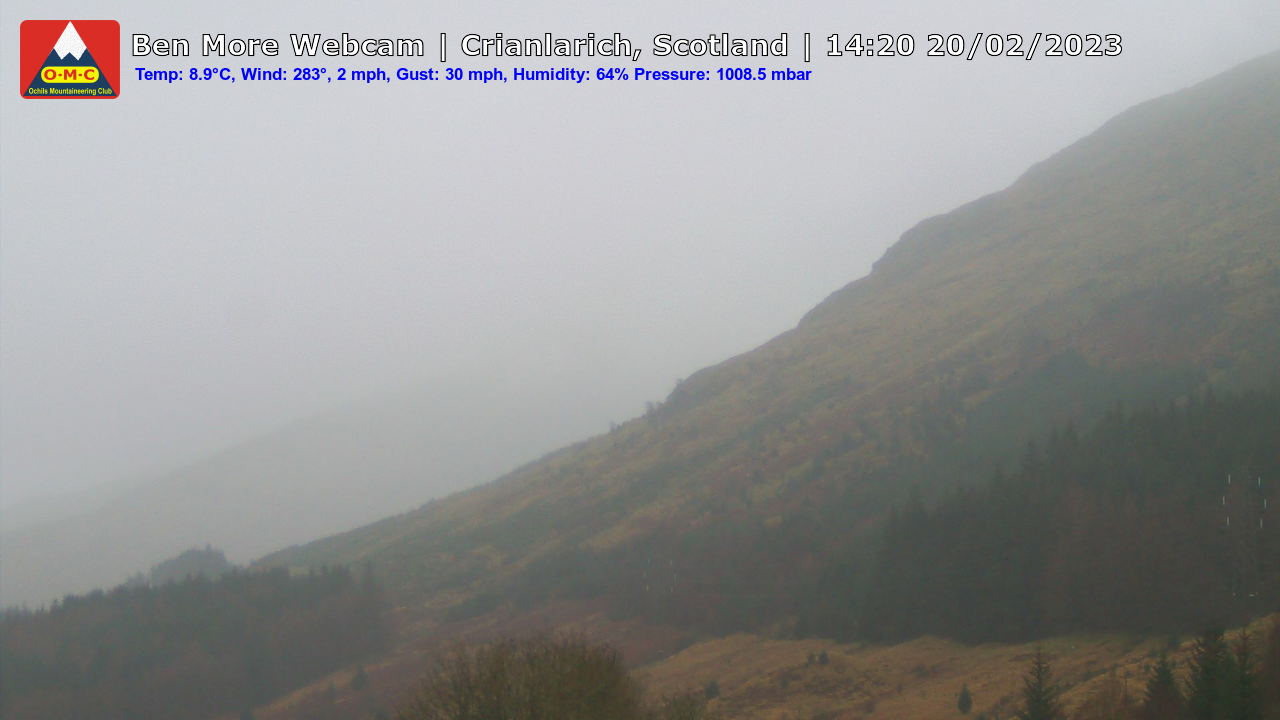 Ben More Webcam | Crianlarich, Scotland | 14:20 20/02/2023
Temp: 8.9°C, Wind: 283°, 2 mph, Gust: 30 mph, Humidity: 64% Pressure: 1008.5 mbar
O·M·C
Ochils Mountaineering Club